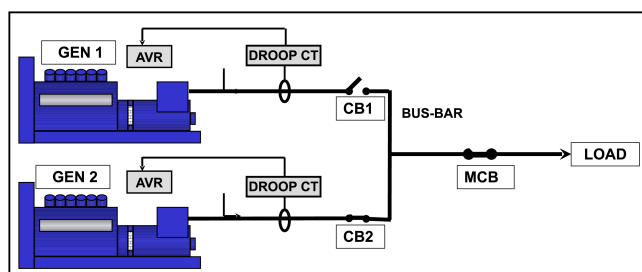 GEN 1
AVR
DROOP CT
CB1
BUS-BAR
LOAD
MCB
GEN 2
AVR
DROOP CT
CB2